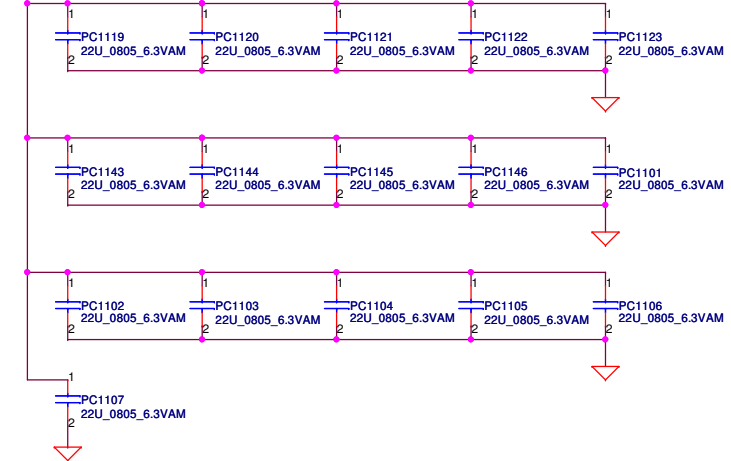 1 1 1 1 1
PC1119 PC1120 PC1121 PC1122 PC1123
22U_0805_6.3VAM 22U_0805_6.3VAM 22U_0805_6.3VAM 22U_0805_6.3VAM 22U_0805_6.3VAM
2 2 2 2 2
1 1 1 1 1
PC1143 PC1144 PC1145 PC1146 PC1101
22U_0805_6.3VAM 22U_0805_6.3VAM 22U_0805_6.3VAM 22U_0805_6.3VAM 22U_0805_6.3VAM
2 2 2 2 2
1 1 1 1 1
PC1102 PC1103 PC1104 PC1105 PC1106
22U_0805_6.3VAM 22U_0805_6.3VAM 22U_0805_6.3VAM 22U_0805_6.3VAM 22U_0805_6.3VAM
2 2 2 2 2
1
PC1107
22U_0805_6.3VAM
2